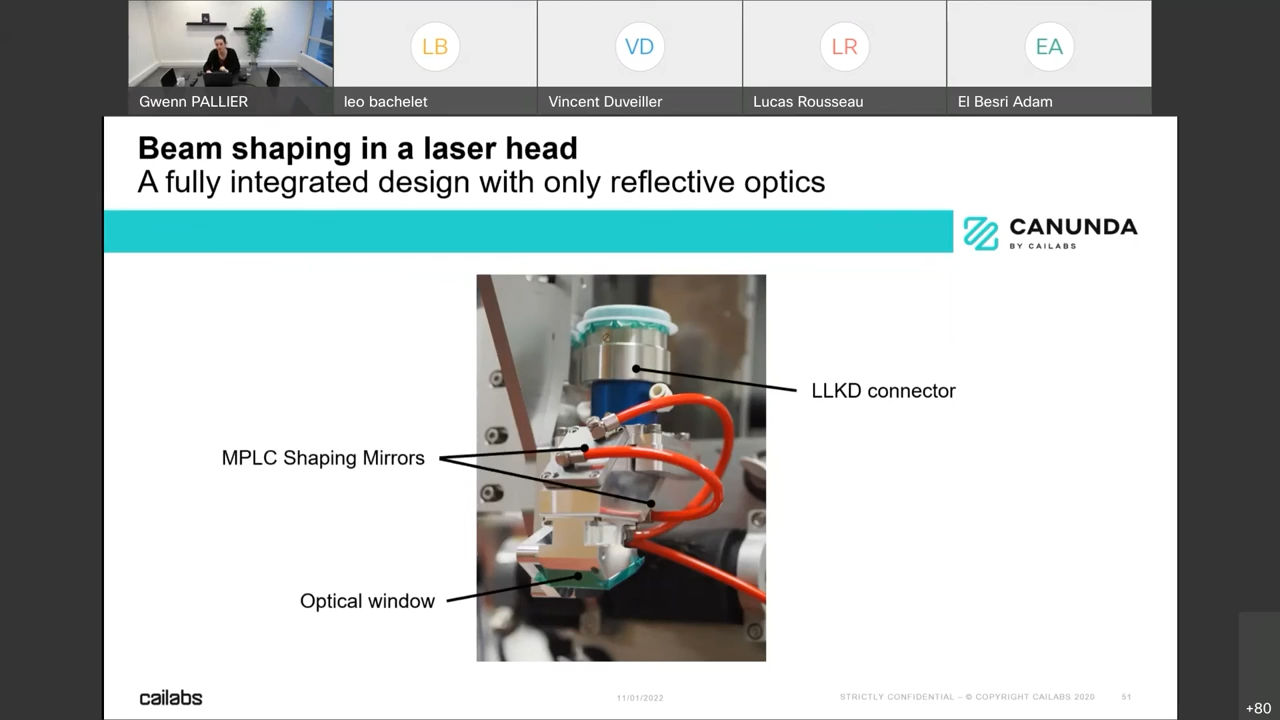 LB
VD
LR
EA
Gwenn PALLIER
leo bachelet
Vincent Duveiller
Lucas Rousseau
El Besri Adam
Beam shaping in a laser head
A fully integrated design with only reflective optics
CANUNDA
BY CAILABS
LLKD connector
MPLC Shaping Mirrors
Optical window
cailabs
11/01/2022
STRICTLY CONFIDENTIAL – © COPYRIGHT CAILABS 2020
51
+80